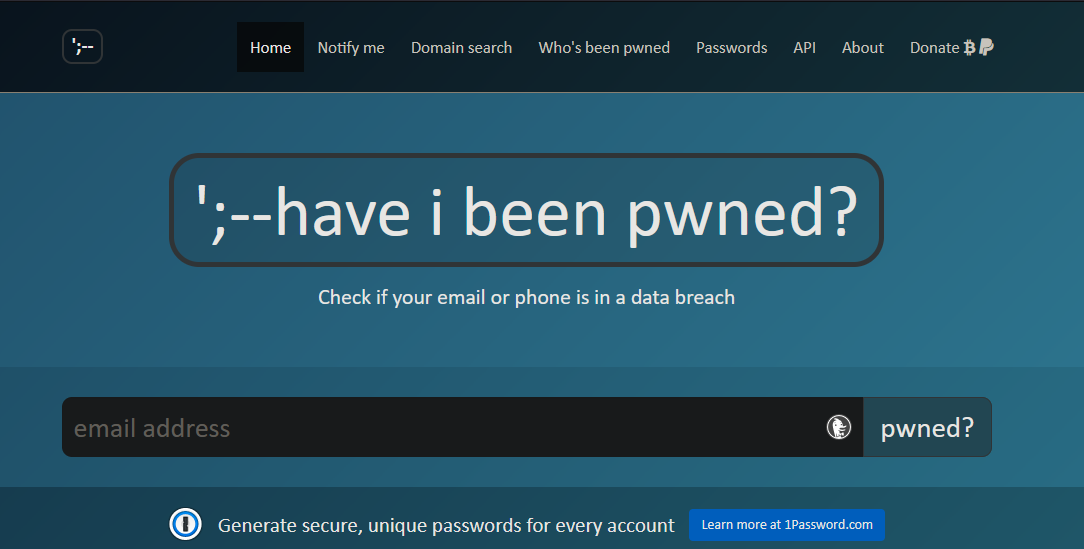 ';--
Home Notify me Domain search Who's been pwned Passwords API About Donate
';--have i been pwned?
Check if your email or phone is in a data breach
email address
pwned?
Generate secure, unique passwords for every account
Learn more at 1Password.com